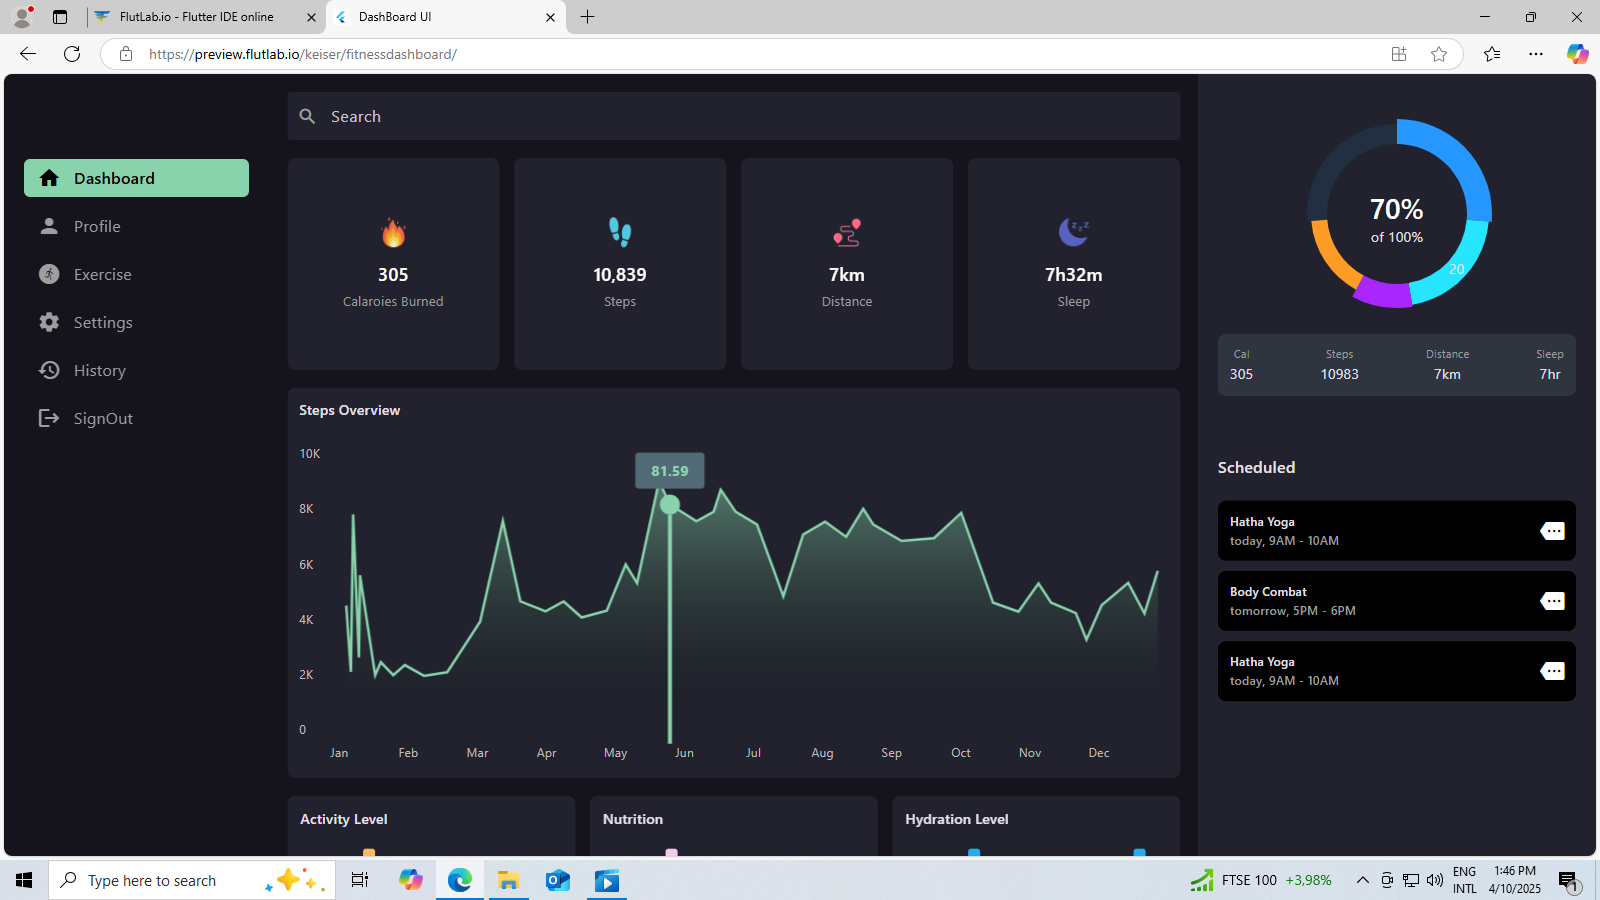 FlutLab.io - Flutter IDE online
DashBoard UI
https://preview.flutlab.io/keiser/fitnessdashboard/
Search
Dashboard
Profile
Exercise
Settings
History
SignOut
305
Calaroies Burned
10,839
Steps
7km
Distance
7h32m
Sleep
Steps Overview
10K
8K
6K
4K
2K
0
81.59
Jan Feb Mar Apr May Jun Jul Aug Sep Oct Nov Dec
Activity Level
Nutrition
Hydration Level
70%
of 100%
20
Cal Steps Distance Sleep
305 10983 7km 7hr
Scheduled
Hatha Yoga
today, 9AM - 10AM
Body Combat
tomorrow, 5PM - 6PM
Hatha Yoga
today, 9AM - 10AM
Type here to search
FTSE 100 +3,98%
ENG
INTL
1:46 PM
4/10/2025
1